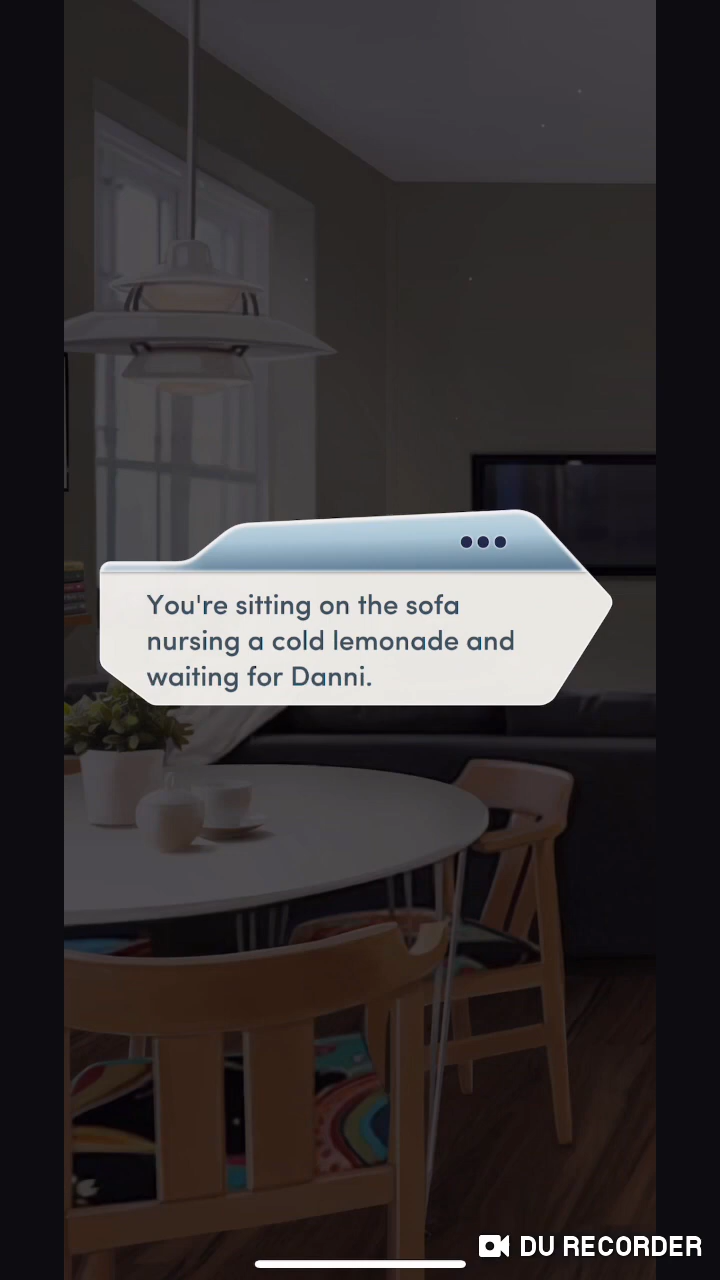 You're sitting on the sofa
nursing a cold lemonade and
waiting for Danni.
DU RECORDER